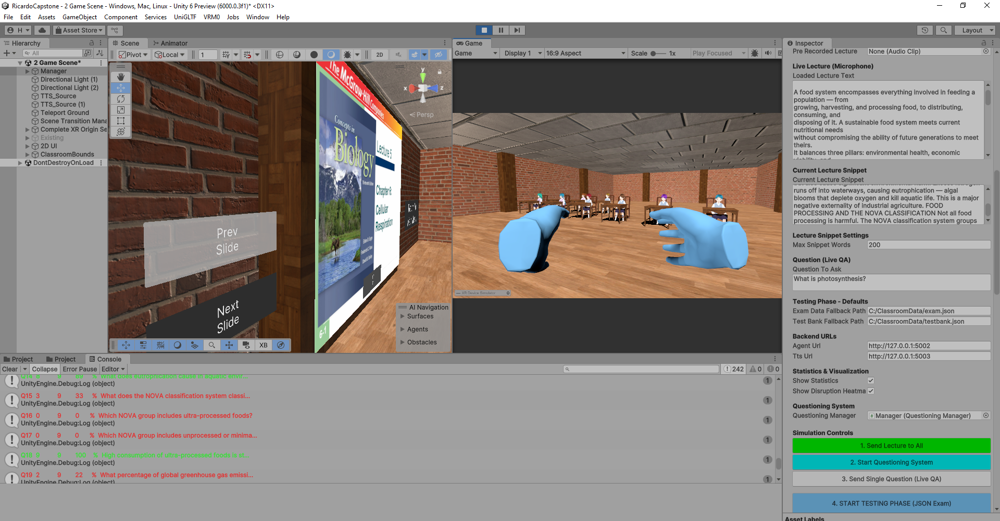 RicardoCapstone - 2 Game Scene - Windows, Mac, Linux - Unity 6 Preview (6000.0.3f1)* <DX11>
File Edit Assets GameObject Component Services UniGLTF VRM0 Jobs Window Help
H Asset Store Layout
Hierarchy
All
2 Game Scene*
Manager
Directional Light (1)
Directional Light (2)
TTS_Source
TTS_Source (1)
Teleport Ground
Scene Transition Mana
Complete XR Origin Se
Existing
2D UI
ClassroomBounds
DontDestroyOnLoad
Scene Animator
Pivot Local 1 2D
The McGraw-Hill Companies
Concepts in
Biology
Lecture 5
Chapter 6:
Cellular
Respiration
6-1
Prev
Slide
Next
Slide
y
x z
Persp
AI Navigation
Surfaces
Agents
Obstacles
XB
Game
Game Display 1 16:9 Aspect Scale 1x Play Focused
XR Device Simulator
Inspector
Pre Recorded Lecture None (Audio Clip)
Live Lecture (Microphone)
Loaded Lecture Text
A food system encompasses everything involved in feeding a
population — from
growing, harvesting, and processing food, to distributing,
consuming, and
disposing of it. A sustainable food system meets current
nutritional needs
without compromising the ability of future generations to meet
theirs.
It balances three pillars: environmental health, economic
Current Lecture Snippet
Current Lecture Snippet
runs off into waterways, causing eutrophication — algal
blooms that deplete oxygen and kill aquatic life. This is a major
negative externality of industrial agriculture. FOOD
PROCESSING AND THE NOVA CLASSIFICATION Not all food
processing is harmful. The NOVA classification system groups
Lecture Snippet Settings
Max Snippet Words 200
Question (Live QA)
Question To Ask
What is photosynthesis?
Testing Phase - Defaults
Exam Data Fallback Path C:/ClassroomData/exam.json
Test Bank Fallback Path C:/ClassroomData/testbank.json
Backend URLs
Agent Url http://127.0.0.1:5002
Tts Url http://127.0.0.1:5003
Statistics & Visualization
Show Statistics
Show Disruption Heatma
Questioning System
Questioning Manager # Manager (Questioning Manager)
Simulation Controls
1. Send Lecture to All
2. Start Questioning System
3. Send Single Question (Live QA)
4. START TESTING PHASE (JSON Exam)
Asset Labels
Project Project Console
Clear Collapse Error Pause Editor 242 0 0
Q14 8 9 89 % What does eutrophication cause in aquatic envir...
UnityEngine.Debug:Log (object) 1
Q15 3 9 33 % What does the NOVA classification system classi...
UnityEngine.Debug:Log (object) 1
Q16 0 9 0 % Which NOVA group includes ultra-processed foods?
UnityEngine.Debug:Log (object) 1
Q17 0 9 0 % Which NOVA group includes unprocessed or minima...
UnityEngine.Debug:Log (object) 1
Q18 9 9 100 % High consumption of ultra-processed foods is st...
UnityEngine.Debug:Log (object) 1
Q19 2 9 22 % What percentage of global greenhouse gas emissi...
UnityEngine.Debug:Log (object) 1